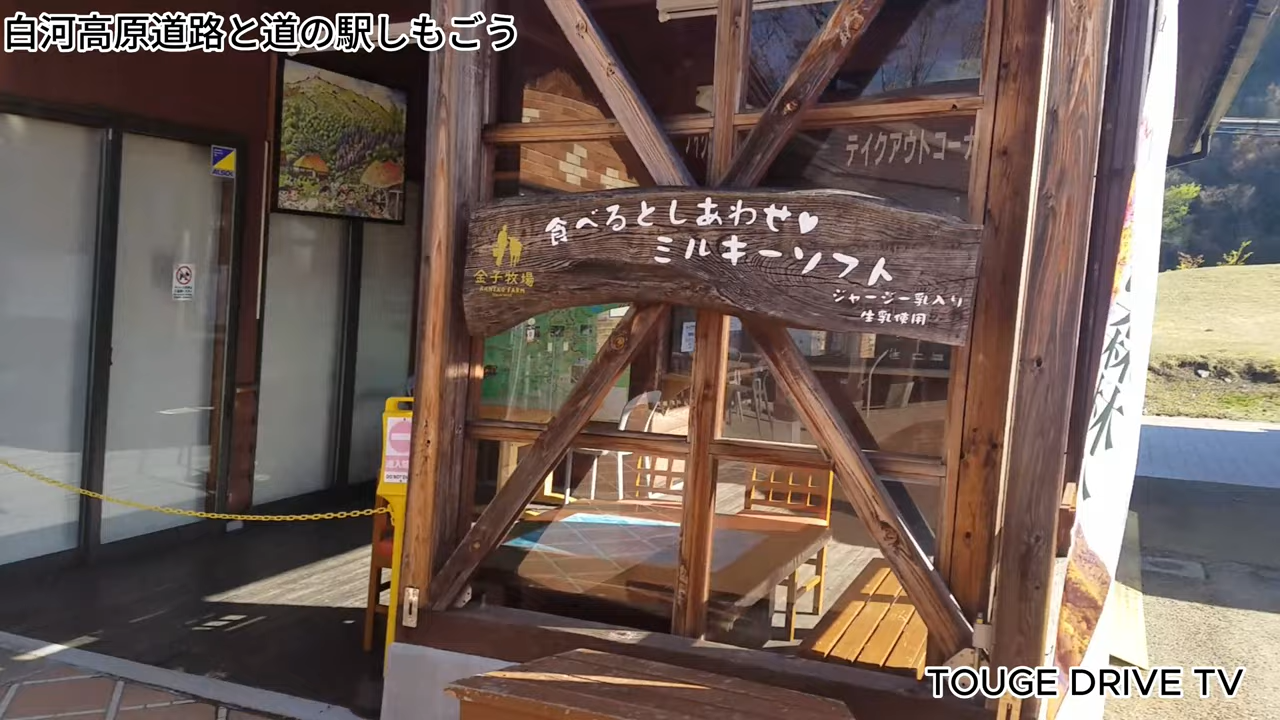 白河高原道路と道の駅しもごう
テイクアウトコーナ
食べるとしあわせ♥
ミルキーソフト
金子牧場
KANEKO FARM
ジャージー乳入り
生乳使用
ALSOK
TOUGE DRIVE TV